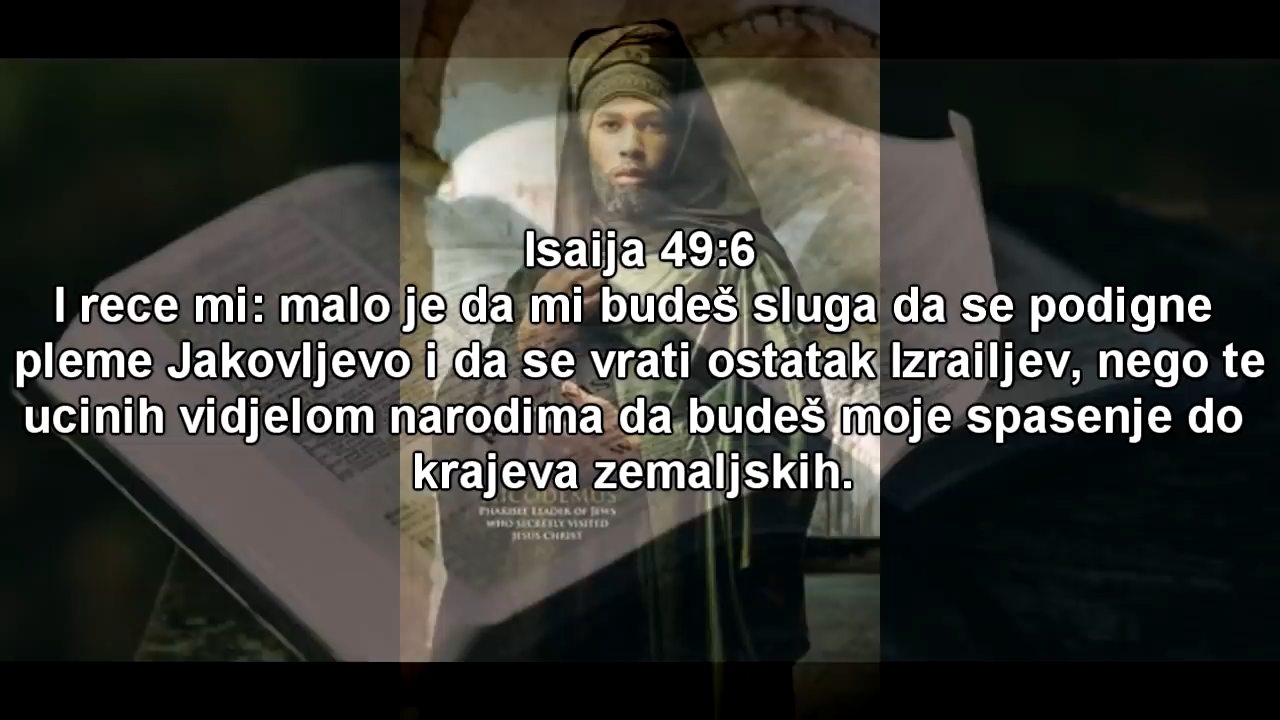 Isaija 49:6
I rece mi: malo je da mi budeš sluga da se podigne
pleme Jakovljevo i da se vrati ostatak Izrailjev, nego te
ucinih vidjelom narodima da budeš moje spasenje do
krajeva zemaljskih.
NICODEMUS
PHARISEE LEADER OF JEWS
WHO SECRETLY VISITED
JESUS CHRIST